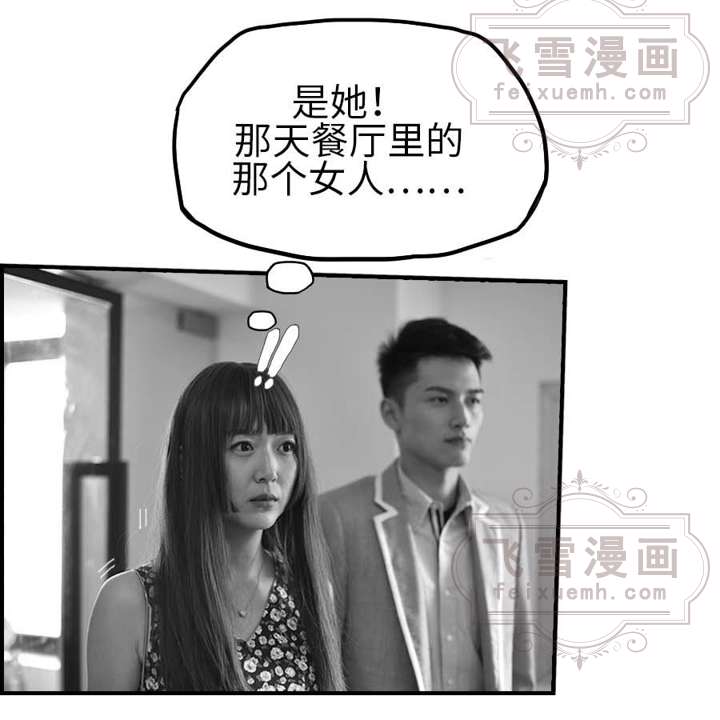 飞雪漫画
feixuemh.com
是她!
那天餐厅里的
那个女人......
!!
飞雪漫画
feixuemh.com